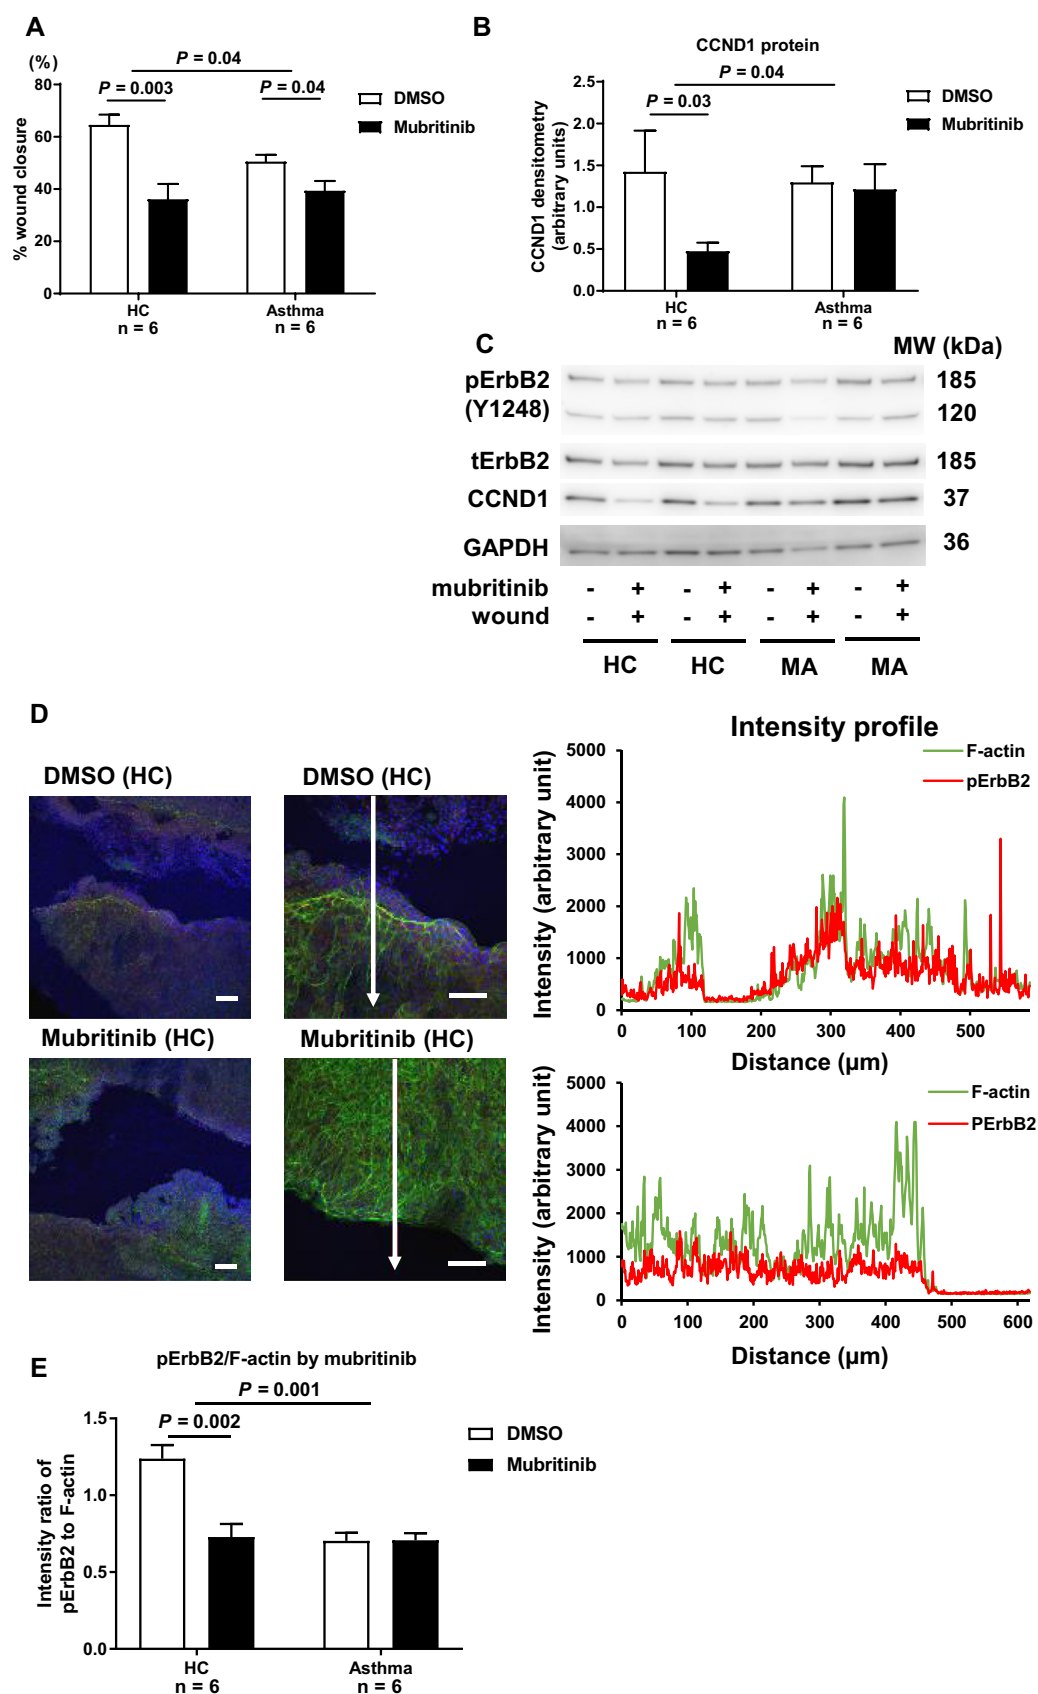 A
(%)
P = 0.04
P = 0.003
P = 0.04
80
60
40
20
0
% wound closure
DMSO
Mubritinib
HC
n = 6
Asthma
n = 6
B
CCND1 protein
P = 0.04
P = 0.03
2.5
2.0
1.5
1.0
0.5
0.0
CCND1 densitometry
(arbitrary units)
DMSO
Mubritinib
HC
n = 6
Asthma
n = 6
C
MW (kDa)
pErbB2
(Y1248)
185
120
tErbB2
185
CCND1
37
GAPDH
36
mubritinib - + - + - + - +
wound - + - + - + - +
HC HC MA MA
D
DMSO (HC)
DMSO (HC)
Mubritinib (HC)
Mubritinib (HC)
Intensity profile
F-actin
pErbB2
5000
4000
3000
2000
1000
0
Intensity (arbitrary unit)
0 100 200 300 400 500
Distance (µm)
F-actin
PErbB2
5000
4000
3000
2000
1000
0
Intensity (arbitrary unit)
0 100 200 300 400 500 600
Distance (µm)
E
pErbB2/F-actin by mubritinib
P = 0.001
P = 0.002
1.5
1.0
0.5
0.0
Intensity ratio of
pErbB2 to F-actin
DMSO
Mubritinib
HC
n = 6
Asthma
n = 6